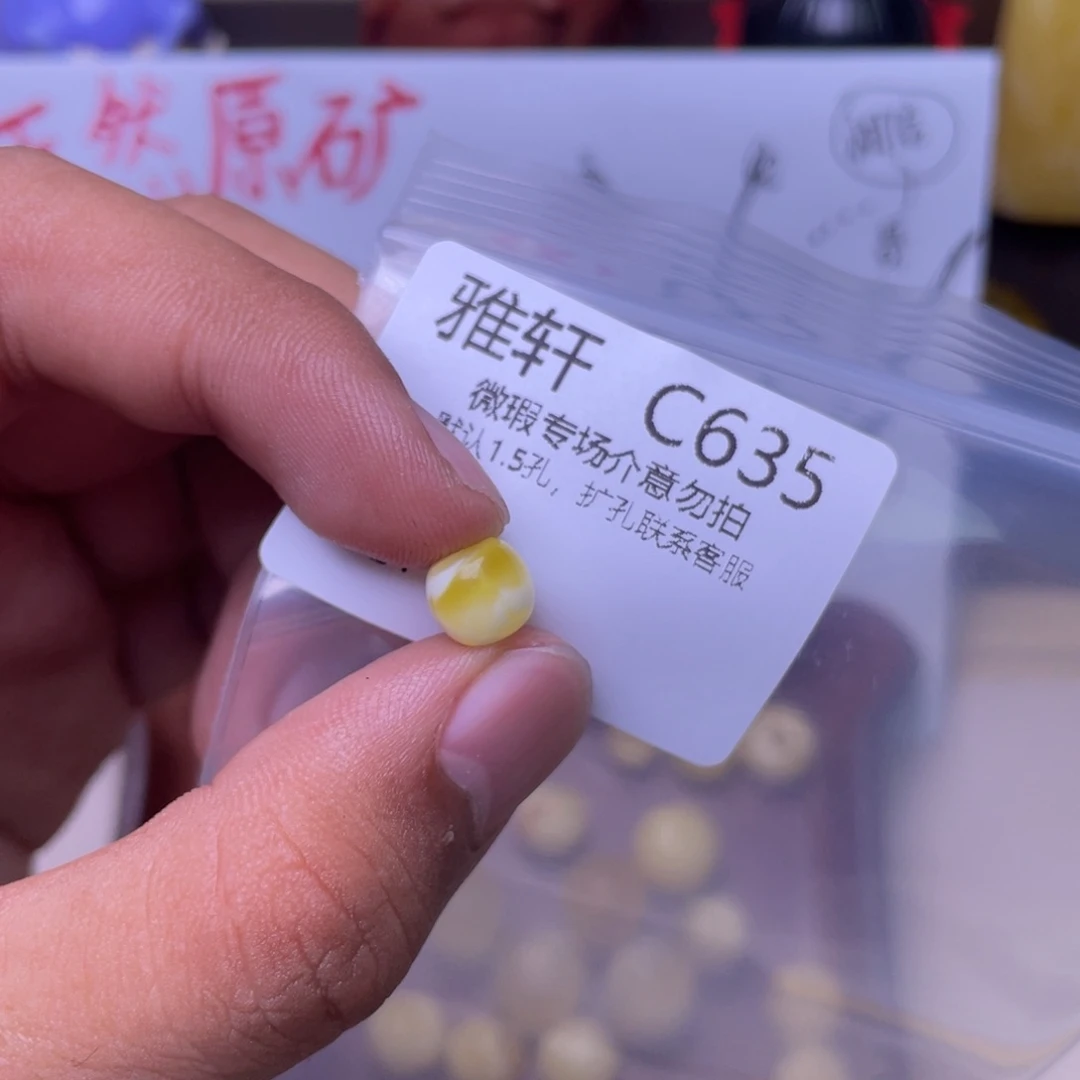 然原矿
雅轩 C635
微瑕专场介意勿拍
默认1.5孔，扩孔联系客服